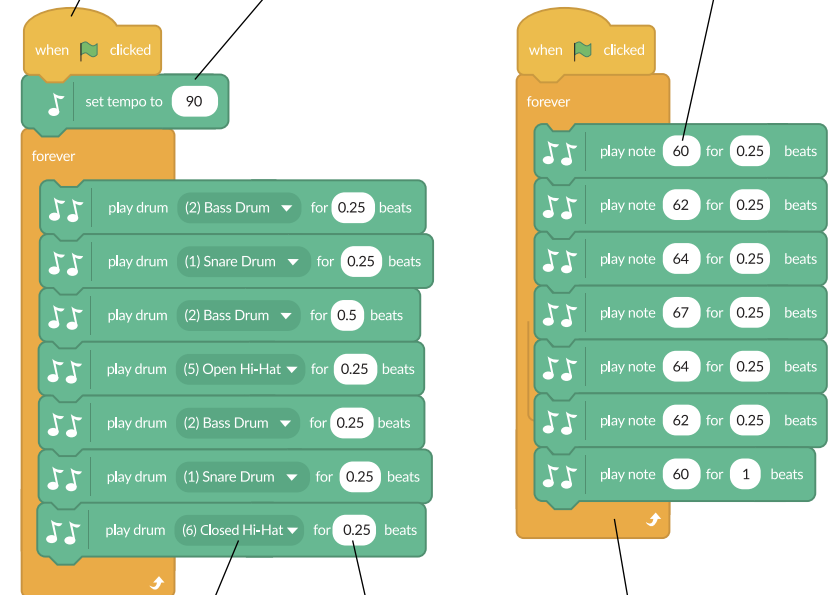 when clicked
set tempo to 90
forever
play drum (2) Bass Drum for 0.25 beats
play drum (1) Snare Drum for 0.25 beats
play drum (2) Bass Drum for 0.5 beats
play drum (5) Open Hi-Hat for 0.25 beats
play drum (2) Bass Drum for 0.25 beats
play drum (1) Snare Drum for 0.25 beats
play drum (6) Closed Hi-Hat for 0.25 beats
when clicked
forever
play note 60 for 0.25 beats
play note 62 for 0.25 beats
play note 64 for 0.25 beats
play note 67 for 0.25 beats
play note 64 for 0.25 beats
play note 62 for 0.25 beats
play note 60 for 1 beats